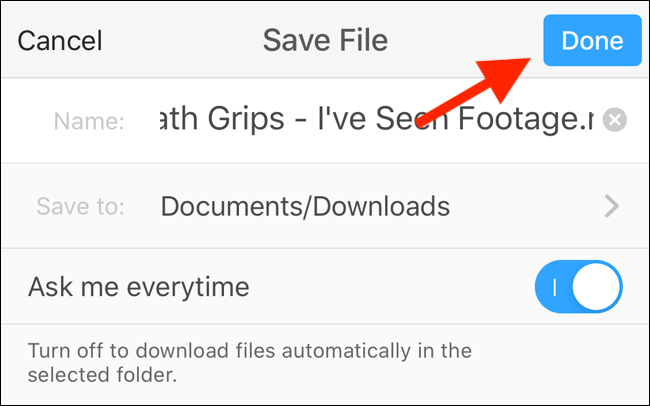 Cancel Save File Done
Name: ath Grips - I've Seen Footage.r
Save to: Documents/Downloads
Ask me everytime
Turn off to download files automatically in the
selected folder.